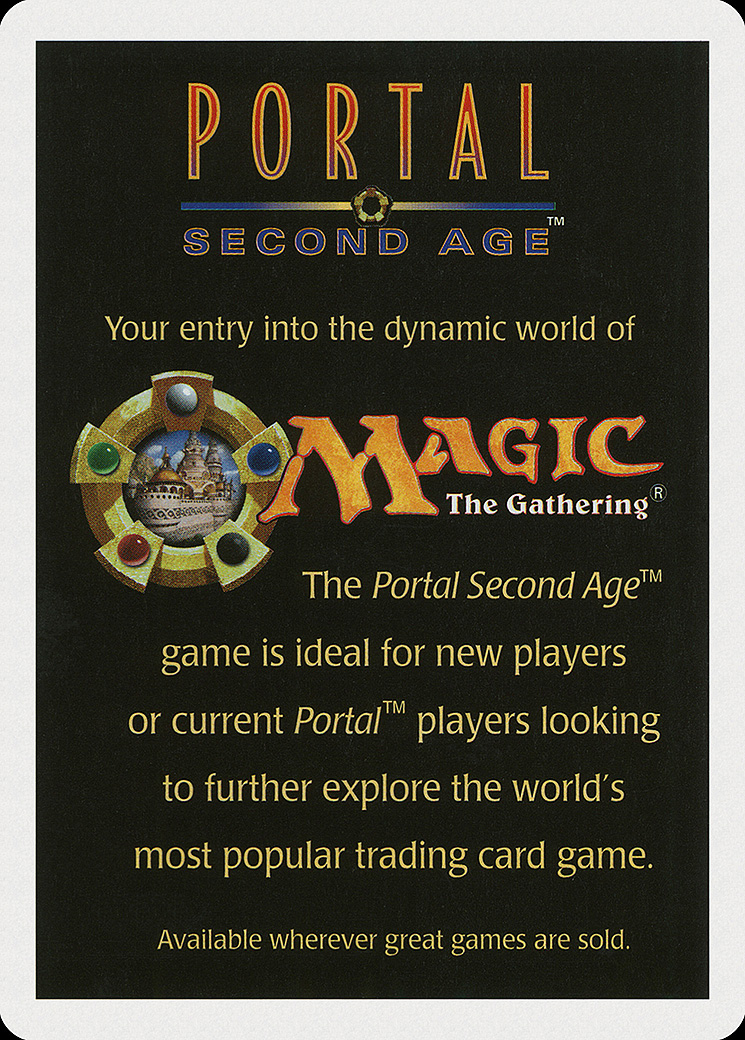 PORTAL
SECOND AGE™
Your entry into the dynamic world of
MAGIC
The Gathering®
The Portal Second Age™
game is ideal for new players
or current Portal™ players looking
to further explore the world's
most popular trading card game.
Available wherever great games are sold.